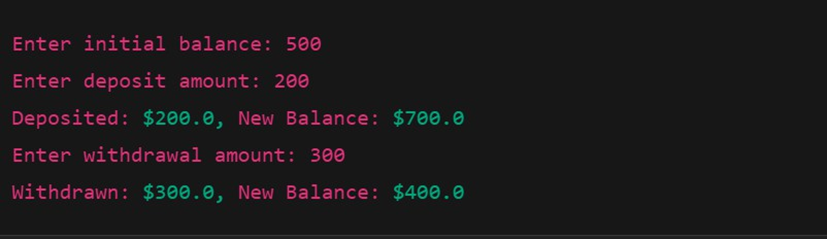 Enter initial balance: 500
Enter deposit amount: 200
Deposited: $200.0, New Balance: $700.0
Enter withdrawal amount: 300
Withdrawn: $300.0, New Balance: $400.0